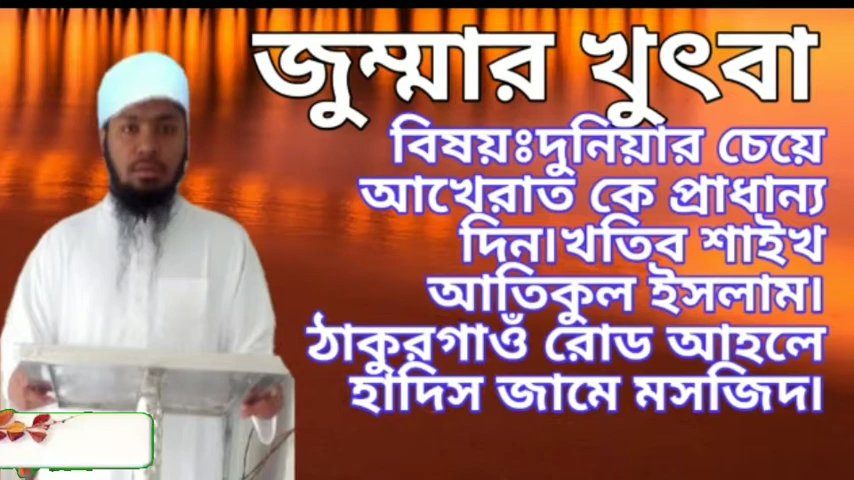 জুম্মার খুৎবা
বিষয়ঃদুনিয়ার চেয়ে
আখেরাত কে প্রাধান্য
দিন।খতিব শাইখ
আতিকুল ইসলাম।
ঠাকুরগাওঁ রোড আহলে
হাদিস জামে মসজিদ।